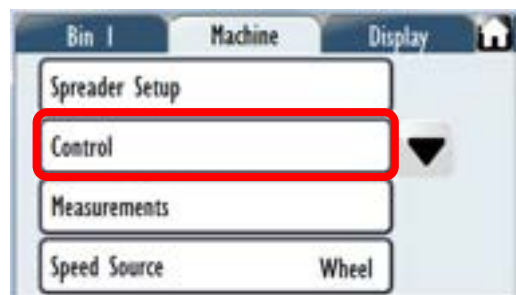 Bin 1 Machine Display
Spreader Setup
Control
Measurements
Speed Source Wheel